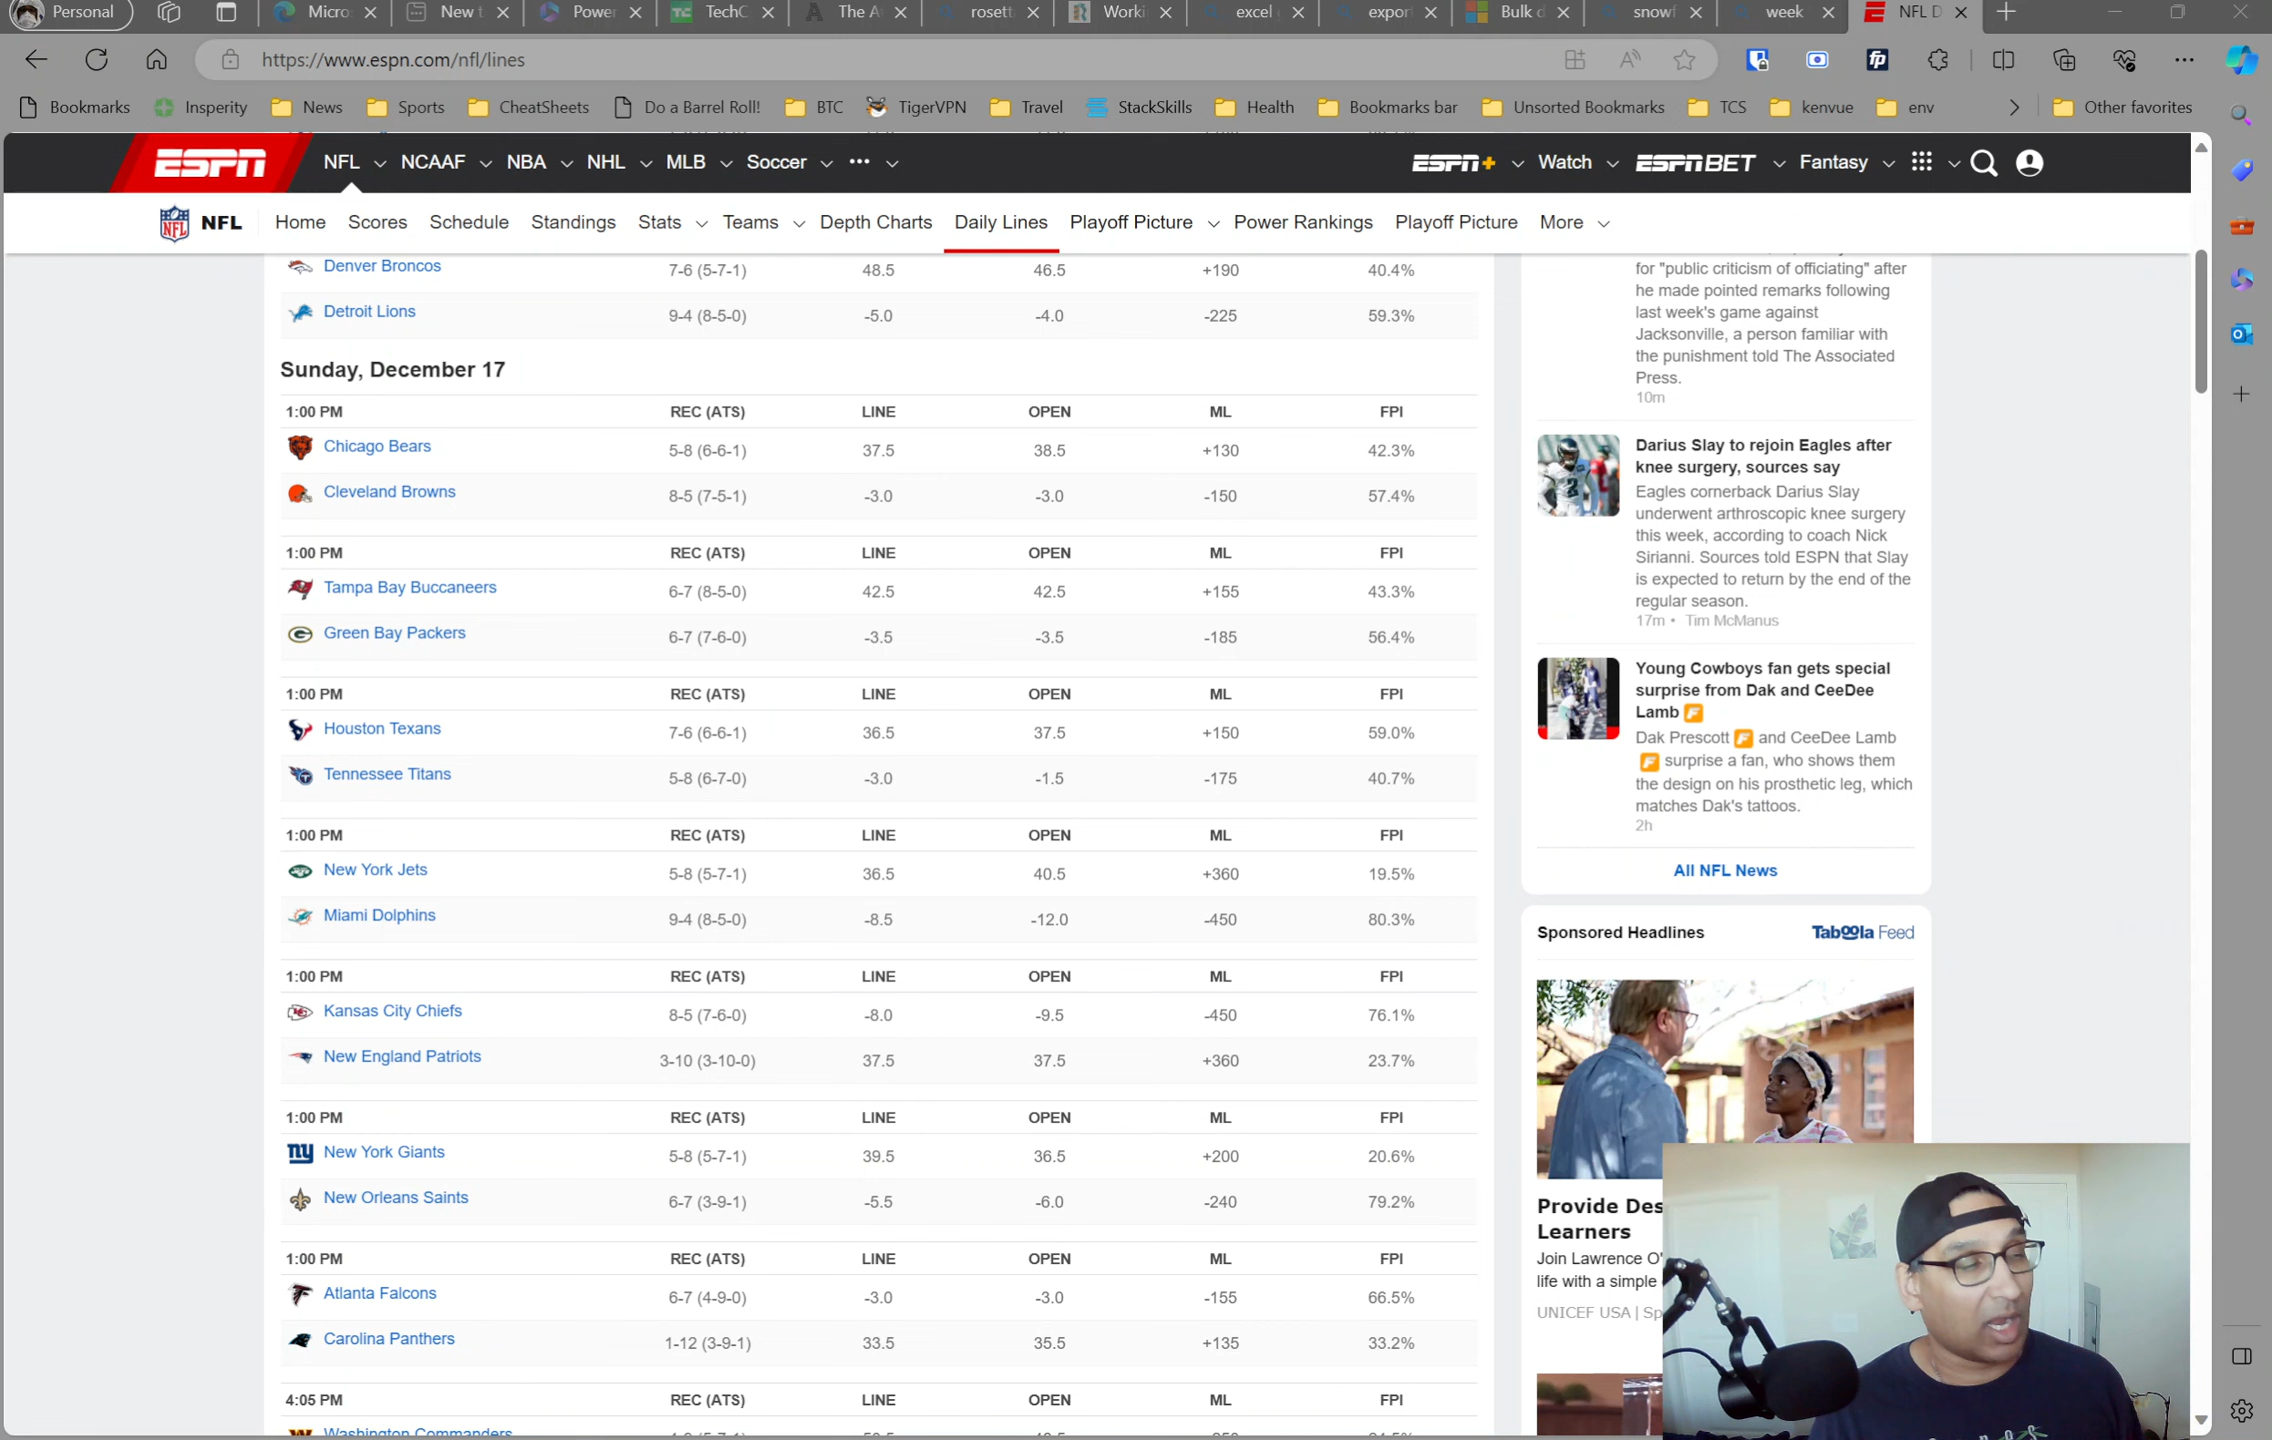 Personal
Micro
New t
Power
TechC
The A
rosett
Worki
excel
expor
Bulk d
snowf
week
NFL D
https://www.espn.com/nfl/lines
Bookmarks Insperity News Sports CheatSheets Do a Barrel Roll! BTC TigerVPN Travel StackSkills Health Bookmarks bar Unsorted Bookmarks TCS kenvue env Other favorites
ESPN NFL NCAAF NBA NHL MLB Soccer ESPN+ Watch ESPN BET Fantasy
NFL Home Scores Schedule Standings Stats Teams Depth Charts Daily Lines Playoff Picture Power Rankings Playoff Picture More
Denver Broncos 7-6 (5-7-1) 48.5 46.5 +190 40.4%
Detroit Lions 9-4 (8-5-0) -5.0 -4.0 -225 59.3%
Sunday, December 17
1:00 PM REC (ATS) LINE OPEN ML FPI
Chicago Bears 5-8 (6-6-1) 37.5 38.5 +130 42.3%
Cleveland Browns 8-5 (7-5-1) -3.0 -3.0 -150 57.4%
1:00 PM REC (ATS) LINE OPEN ML FPI
Tampa Bay Buccaneers 6-7 (8-5-0) 42.5 42.5 +155 43.3%
Green Bay Packers 6-7 (7-6-0) -3.5 -3.5 -185 56.4%
1:00 PM REC (ATS) LINE OPEN ML FPI
Houston Texans 7-6 (6-6-1) 36.5 37.5 +150 59.0%
Tennessee Titans 5-8 (6-7-0) -3.0 -1.5 -175 40.7%
1:00 PM REC (ATS) LINE OPEN ML FPI
New York Jets 5-8 (5-7-1) 36.5 40.5 +360 19.5%
Miami Dolphins 9-4 (8-5-0) -8.5 -12.0 -450 80.3%
1:00 PM REC (ATS) LINE OPEN ML FPI
Kansas City Chiefs 8-5 (7-6-0) -8.0 -9.5 -450 76.1%
New England Patriots 3-10 (3-10-0) 37.5 37.5 +360 23.7%
1:00 PM REC (ATS) LINE OPEN ML FPI
New York Giants 5-8 (5-7-1) 39.5 36.5 +200 20.6%
New Orleans Saints 6-7 (3-9-1) -5.5 -6.0 -240 79.2%
1:00 PM REC (ATS) LINE OPEN ML FPI
Atlanta Falcons 6-7 (4-9-0) -3.0 -3.0 -155 66.5%
Carolina Panthers 1-12 (3-9-1) 33.5 35.5 +135 33.2%
4:05 PM REC (ATS) LINE OPEN ML FPI
Washington Commanders
for "public criticism of officiating" after
he made pointed remarks following
last week's game against
Jacksonville, a person familiar with
the punishment told The Associated
Press.
10m
Darius Slay to rejoin Eagles after
knee surgery, sources say
Eagles cornerback Darius Slay
underwent arthroscopic knee surgery
this week, according to coach Nick
Sirianni. Sources told ESPN that Slay
is expected to return by the end of the
regular season.
17m • Tim McManus
Young Cowboys fan gets special
surprise from Dak and CeeDee
Lamb
Dak Prescott and CeeDee Lamb
surprise a fan, who shows them
the design on his prosthetic leg, which
matches Dak's tattoos.
2h
All NFL News
Sponsored Headlines Taboola Feed
Provide Des
Learners
Join Lawrence O'
life with a simple
UNICEF USA | Sp